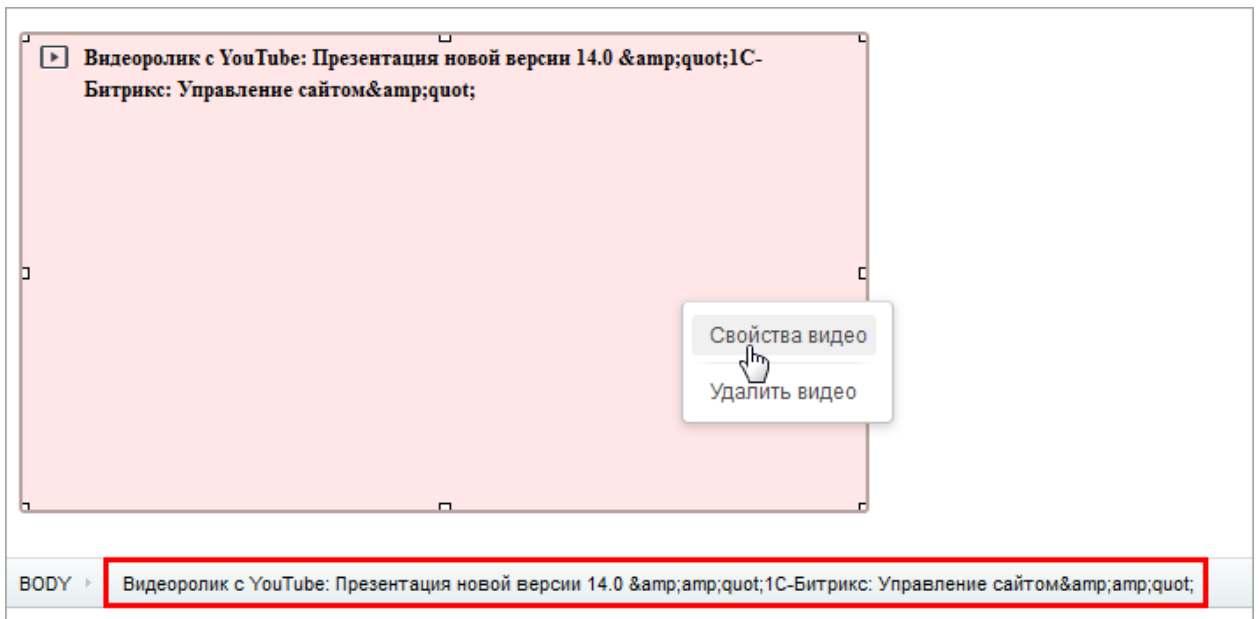 Видеоролик с YouTube: Презентация новой версии 14.0 &amp;quot;1С-
Битрикс: Управление сайтом&amp;quot;
Свойства видео
Удалить видео
BODY Видеоролик с YouTube: Презентация новой версии 14.0 &amp;amp;quot;1С-Битрикс: Управление сайтом&amp;amp;quot;